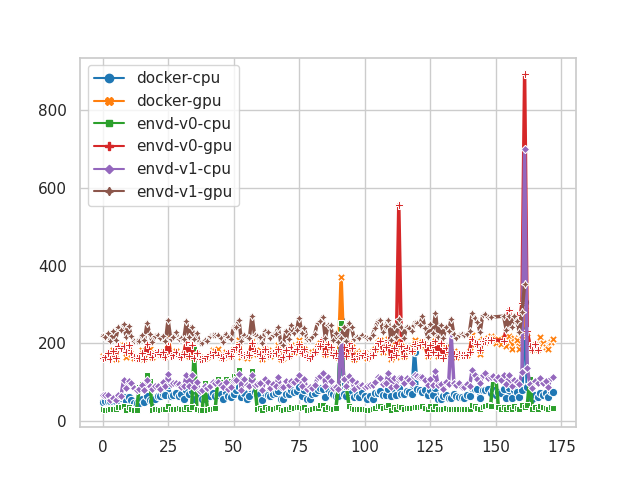 docker-cpu
docker-gpu
envd-v0-cpu
envd-v0-gpu
envd-v1-cpu
envd-v1-gpu
800
600
400
200
0
0 25 50 75 100 125 150 175